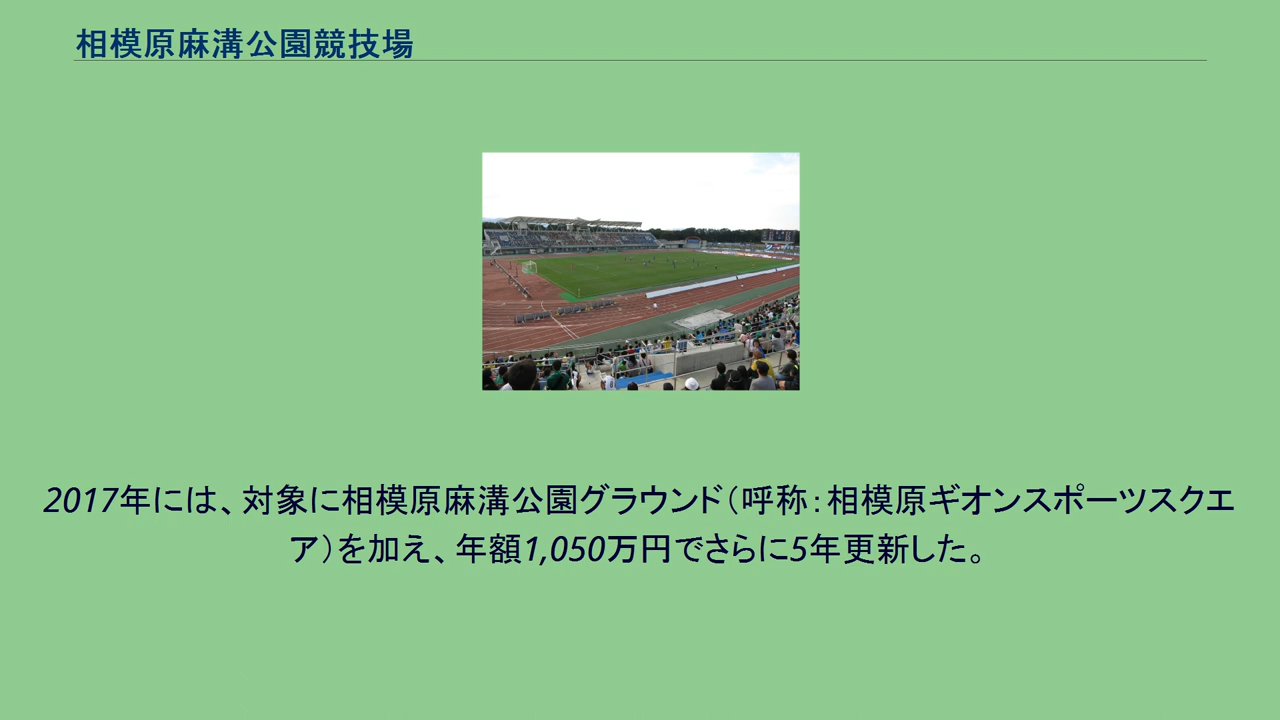 相模原麻溝公園競技場
2017年には、対象に相模原麻溝公園グラウンド（呼称：相模原ギオンスポーツスクエ
ア）を加え、年額1,050万円でさらに5年更新した。